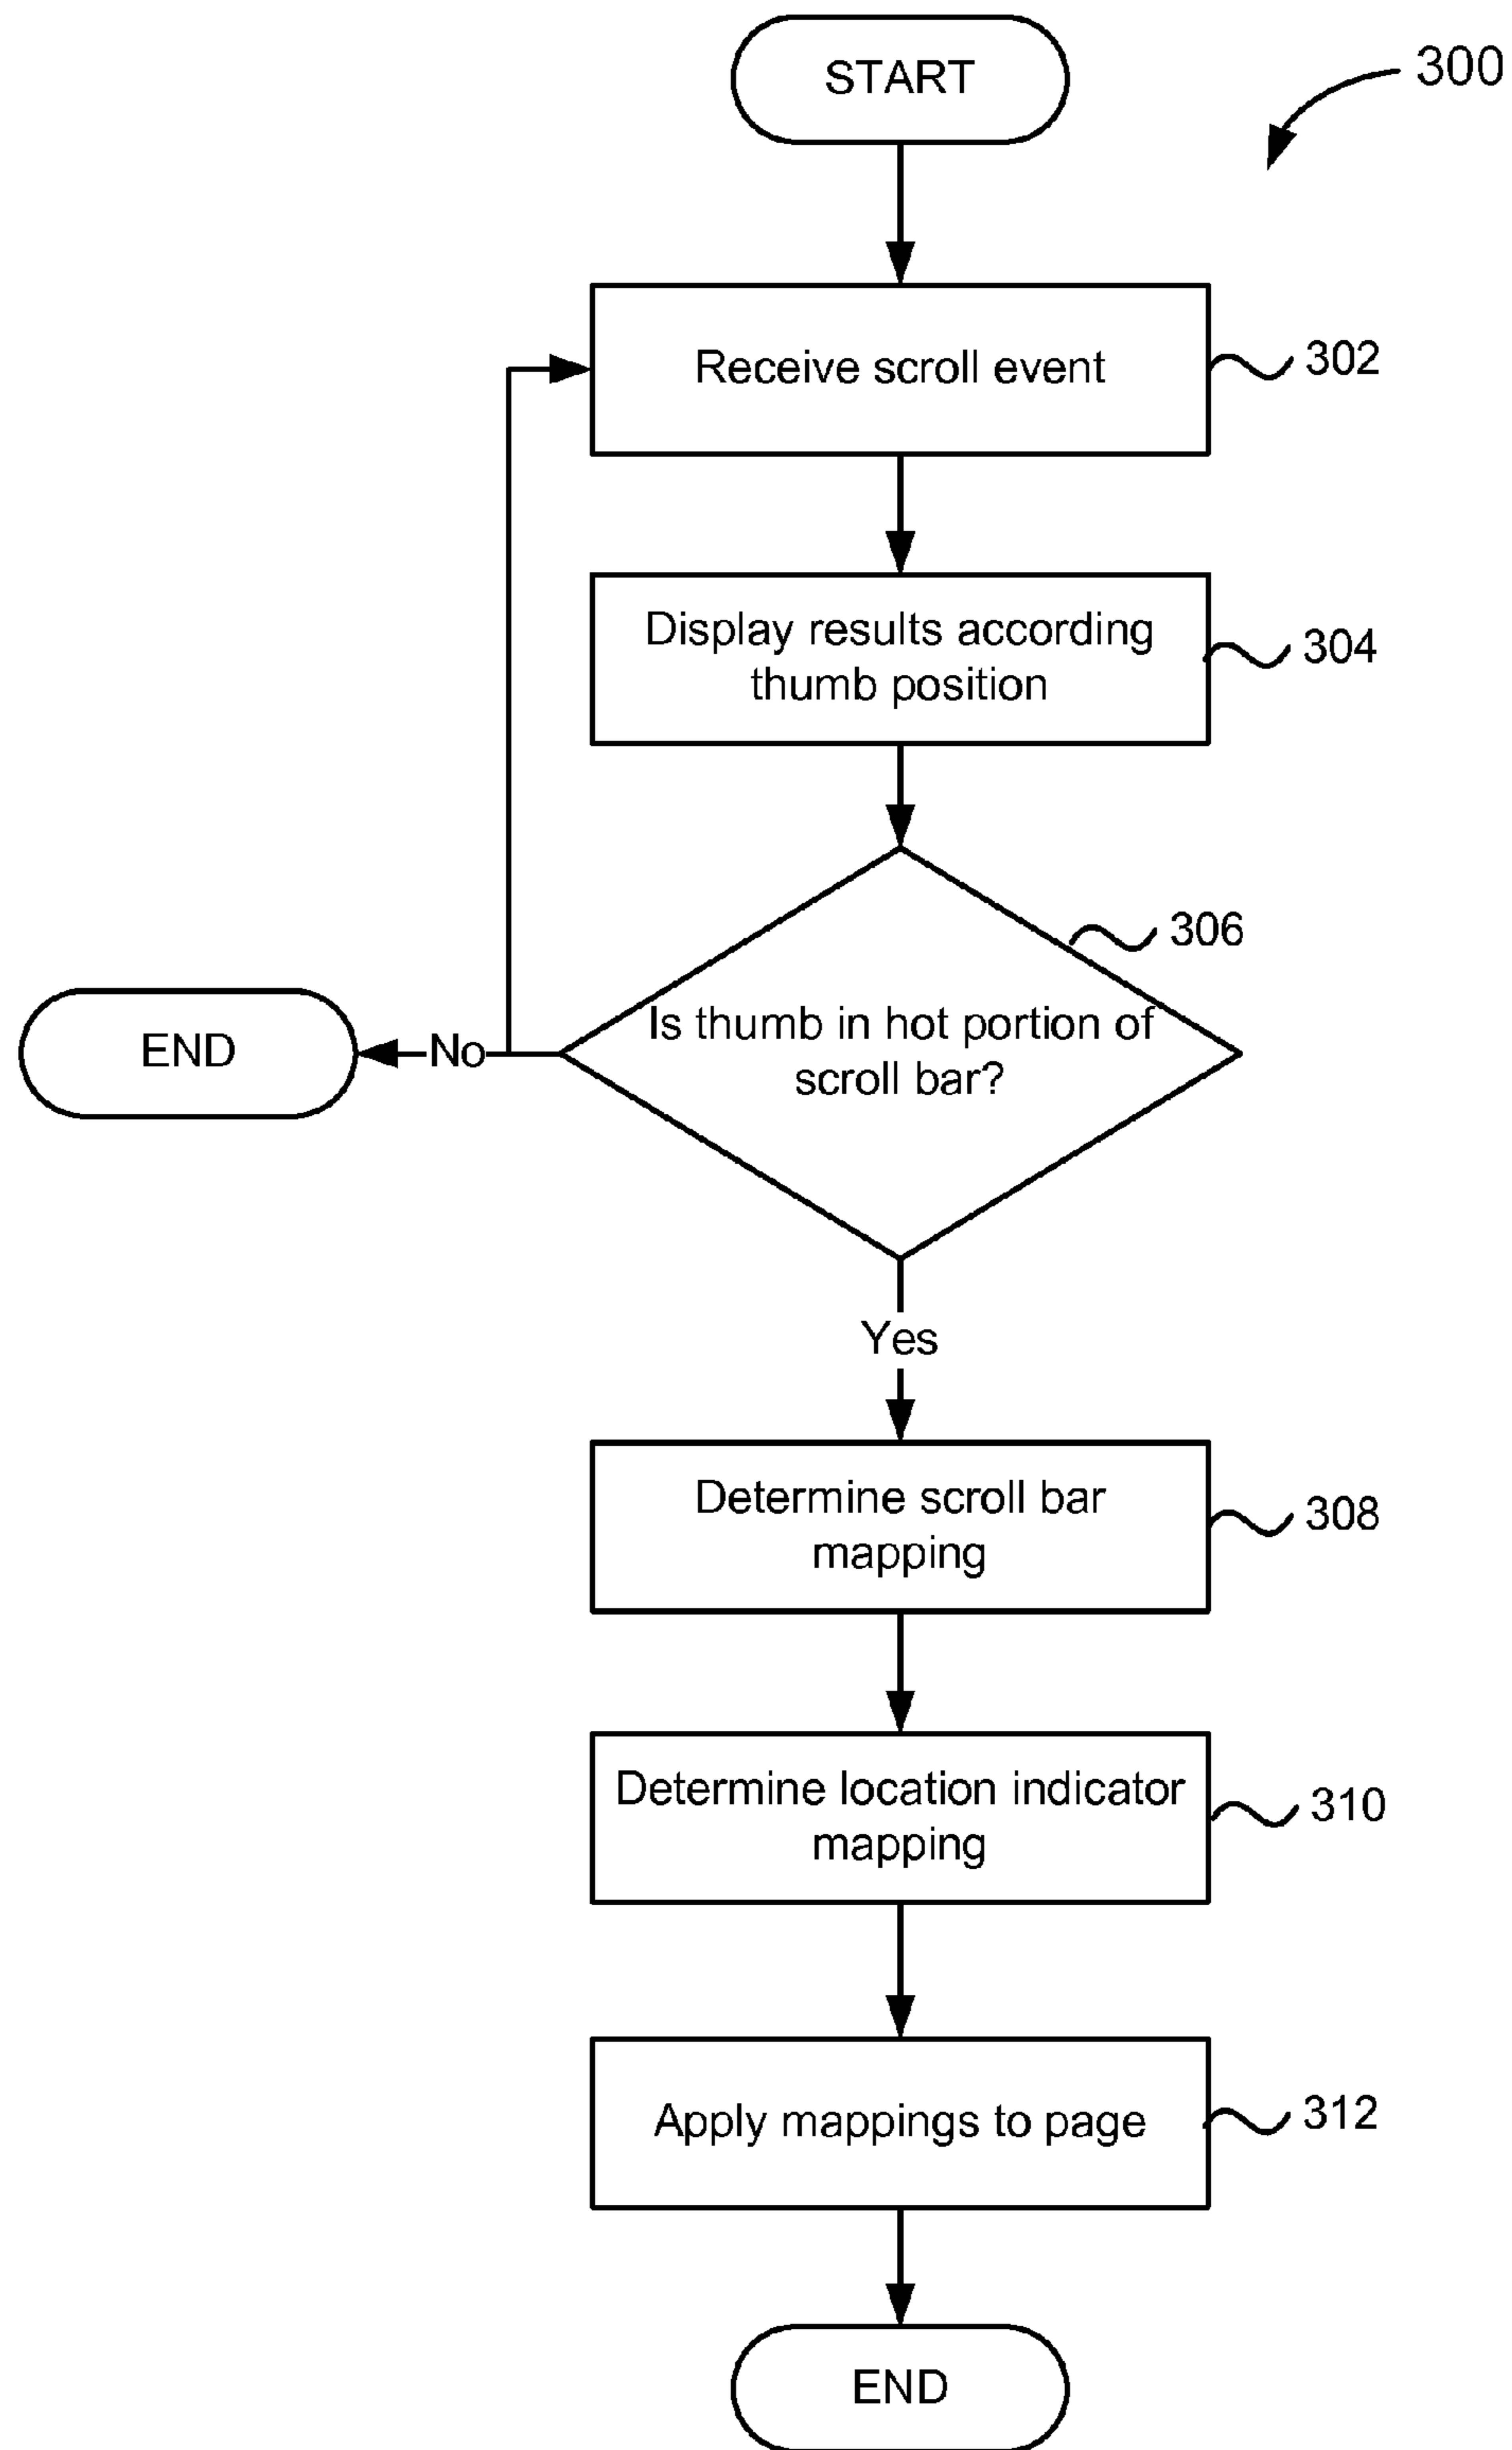 START
300
Receive scroll event
302
Display results according
thumb position
304
306
Is thumb in hot portion of
scroll bar?
No
END
Yes
Determine scroll bar
mapping
308
Determine location indicator
mapping
310
Apply mappings to page
312
END